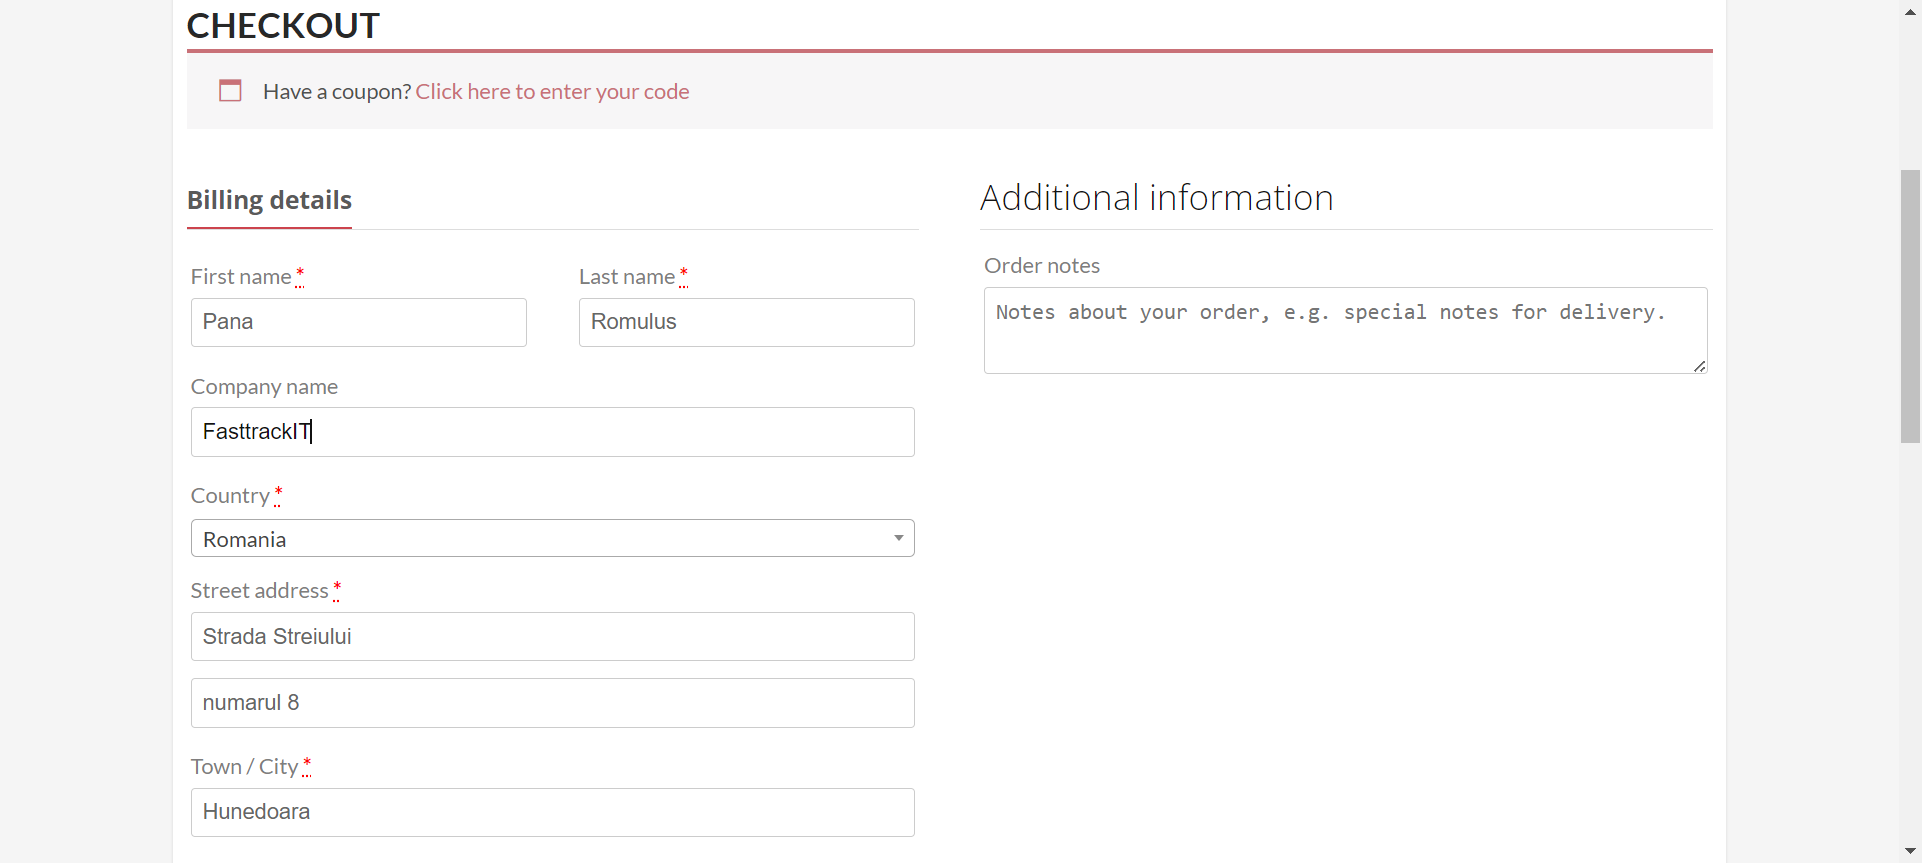 CHECKOUT
Have a coupon? Click here to enter your code
Billing details
First name *
Last name *
Pana
Romulus
Company name
FasttrackIT
Country *
Romania
Street address *
Strada Streiului
numarul 8
Town / City *
Hunedoara
Additional information
Order notes
Notes about your order, e.g. special notes for delivery.